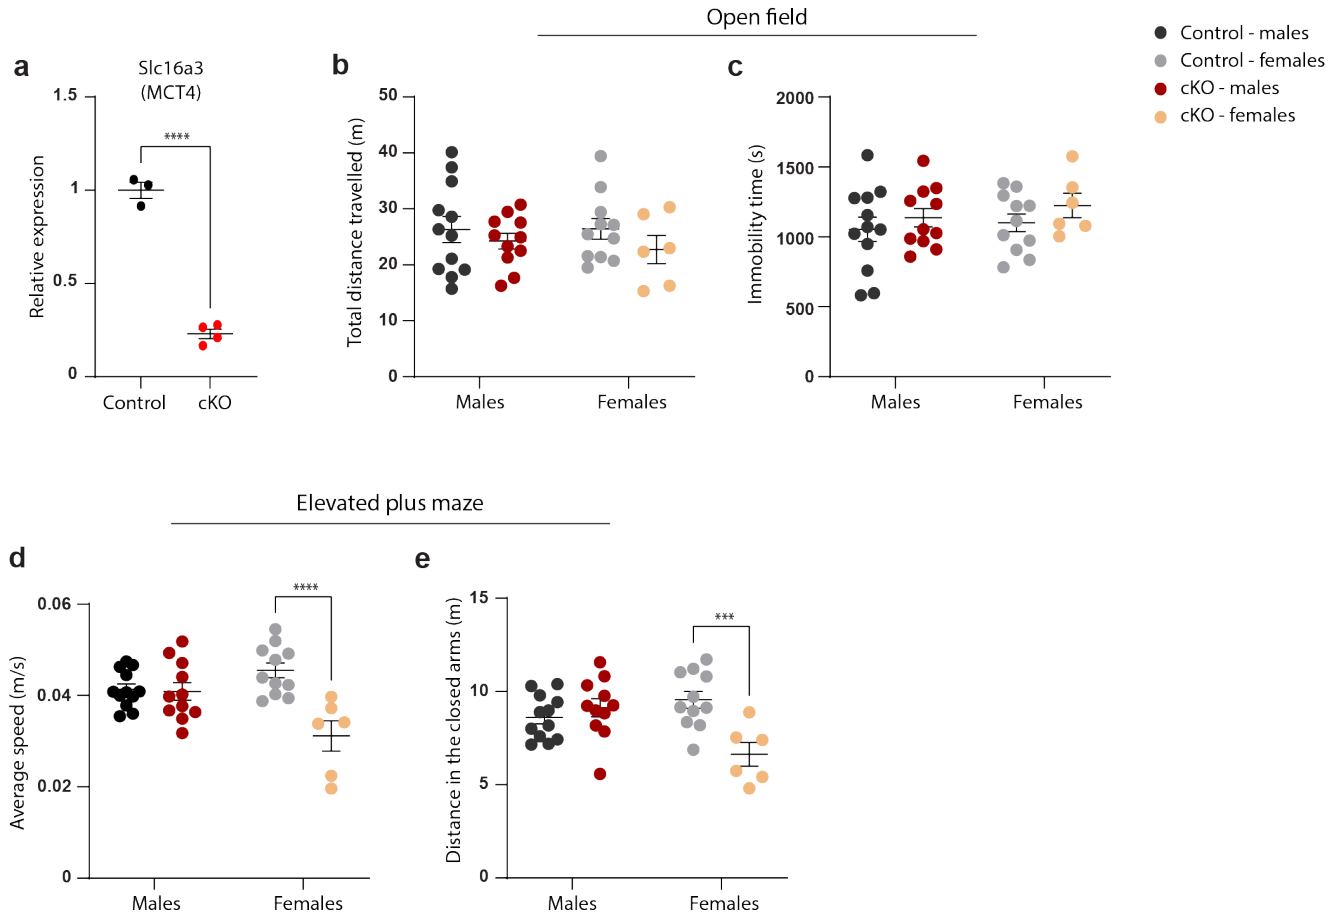 Open field
Control - males
Control - females
cKO - males
cKO - females
a
Slc16a3
(MCT4)
1.5
1
0.5
0
Relative expression
****
Control
cKO
b
50
40
30
20
10
0
Total distance travelled (m)
Males
Females
c
2000
1500
1000
500
0
Immobility time (s)
Males
Females
Elevated plus maze
d
0.06
0.04
0.02
0
Average speed (m/s)
****
Males
Females
e
15
10
5
0
Distance in the closed arms (m)
***
Males
Females